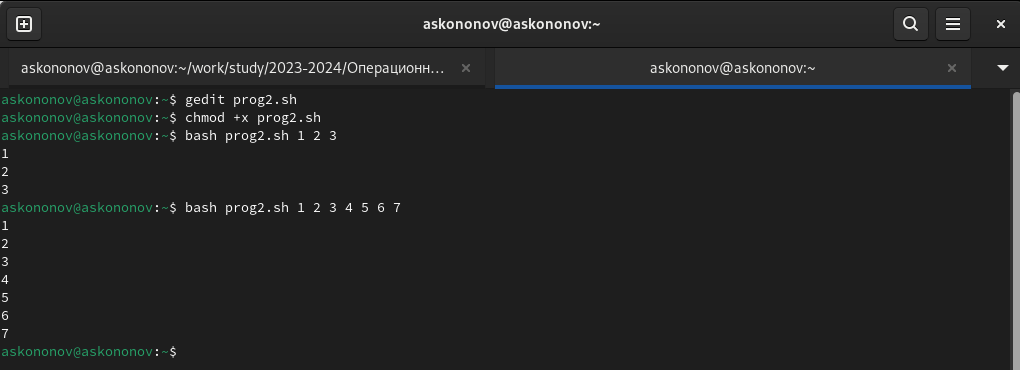 askononov@askononov:~
askononov@askononov:~/work/study/2023-2024/Операционн...
askononov@askononov:~
askononov@askononov:~$ gedit prog2.sh
askononov@askononov:~$ chmod +x prog2.sh
askononov@askononov:~$ bash prog2.sh 1 2 3
1
2
3
askononov@askononov:~$ bash prog2.sh 1 2 3 4 5 6 7
1
2
3
4
5
6
7
askononov@askononov:~$